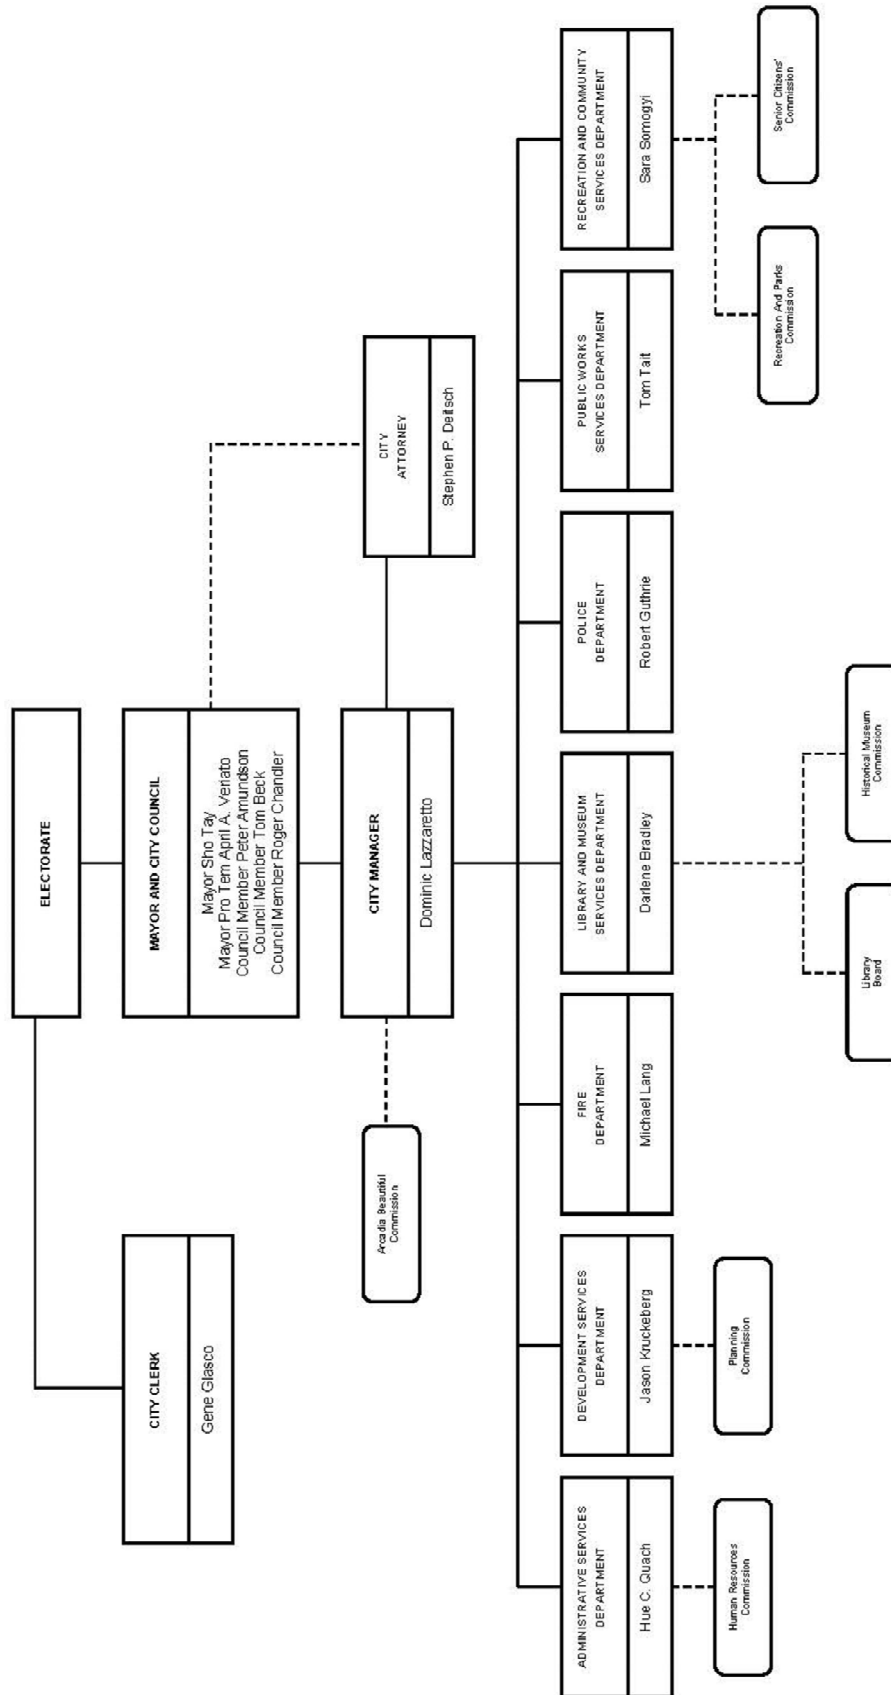 ELECTORATE
CITY CLERK
Gene Glasco
MAYOR AND CITY COUNCIL
Mayor Sho Tay
Mayor Pro Tem April A. Verlato
Council Member Peter Amundson
Council Member Tom Beck
Council Member Roger Chandler
Arcadia Beautiful
Commission
CITY MANAGER
Dominic Lazzaretto
CITY
ATTORNEY
Stephen P. Deitsch
ADMINISTRATIVE SERVICES
DEPARTMENT
Hue C. Quach
DEVELOPMENT SERVICES
DEPARTMENT
Jason Kruckeberg
FIRE
DEPARTMENT
Michael Lang
LIBRARY AND MUSEUM
SERVICES DEPARTMENT
Darlene Bradley
POLICE
DEPARTMENT
Robert Guthrie
PUBLIC WORKS
SERVICES DEPARTMENT
Tom Tait
RECREATION AND COMMUNITY
SERVICES DEPARTMENT
Sara Somogyi
Human Resources
Commission
Planning
Commission
Library
Board
Historical Museum
Commission
Recreation And Parks
Commission
Senior Citizens'
Commission